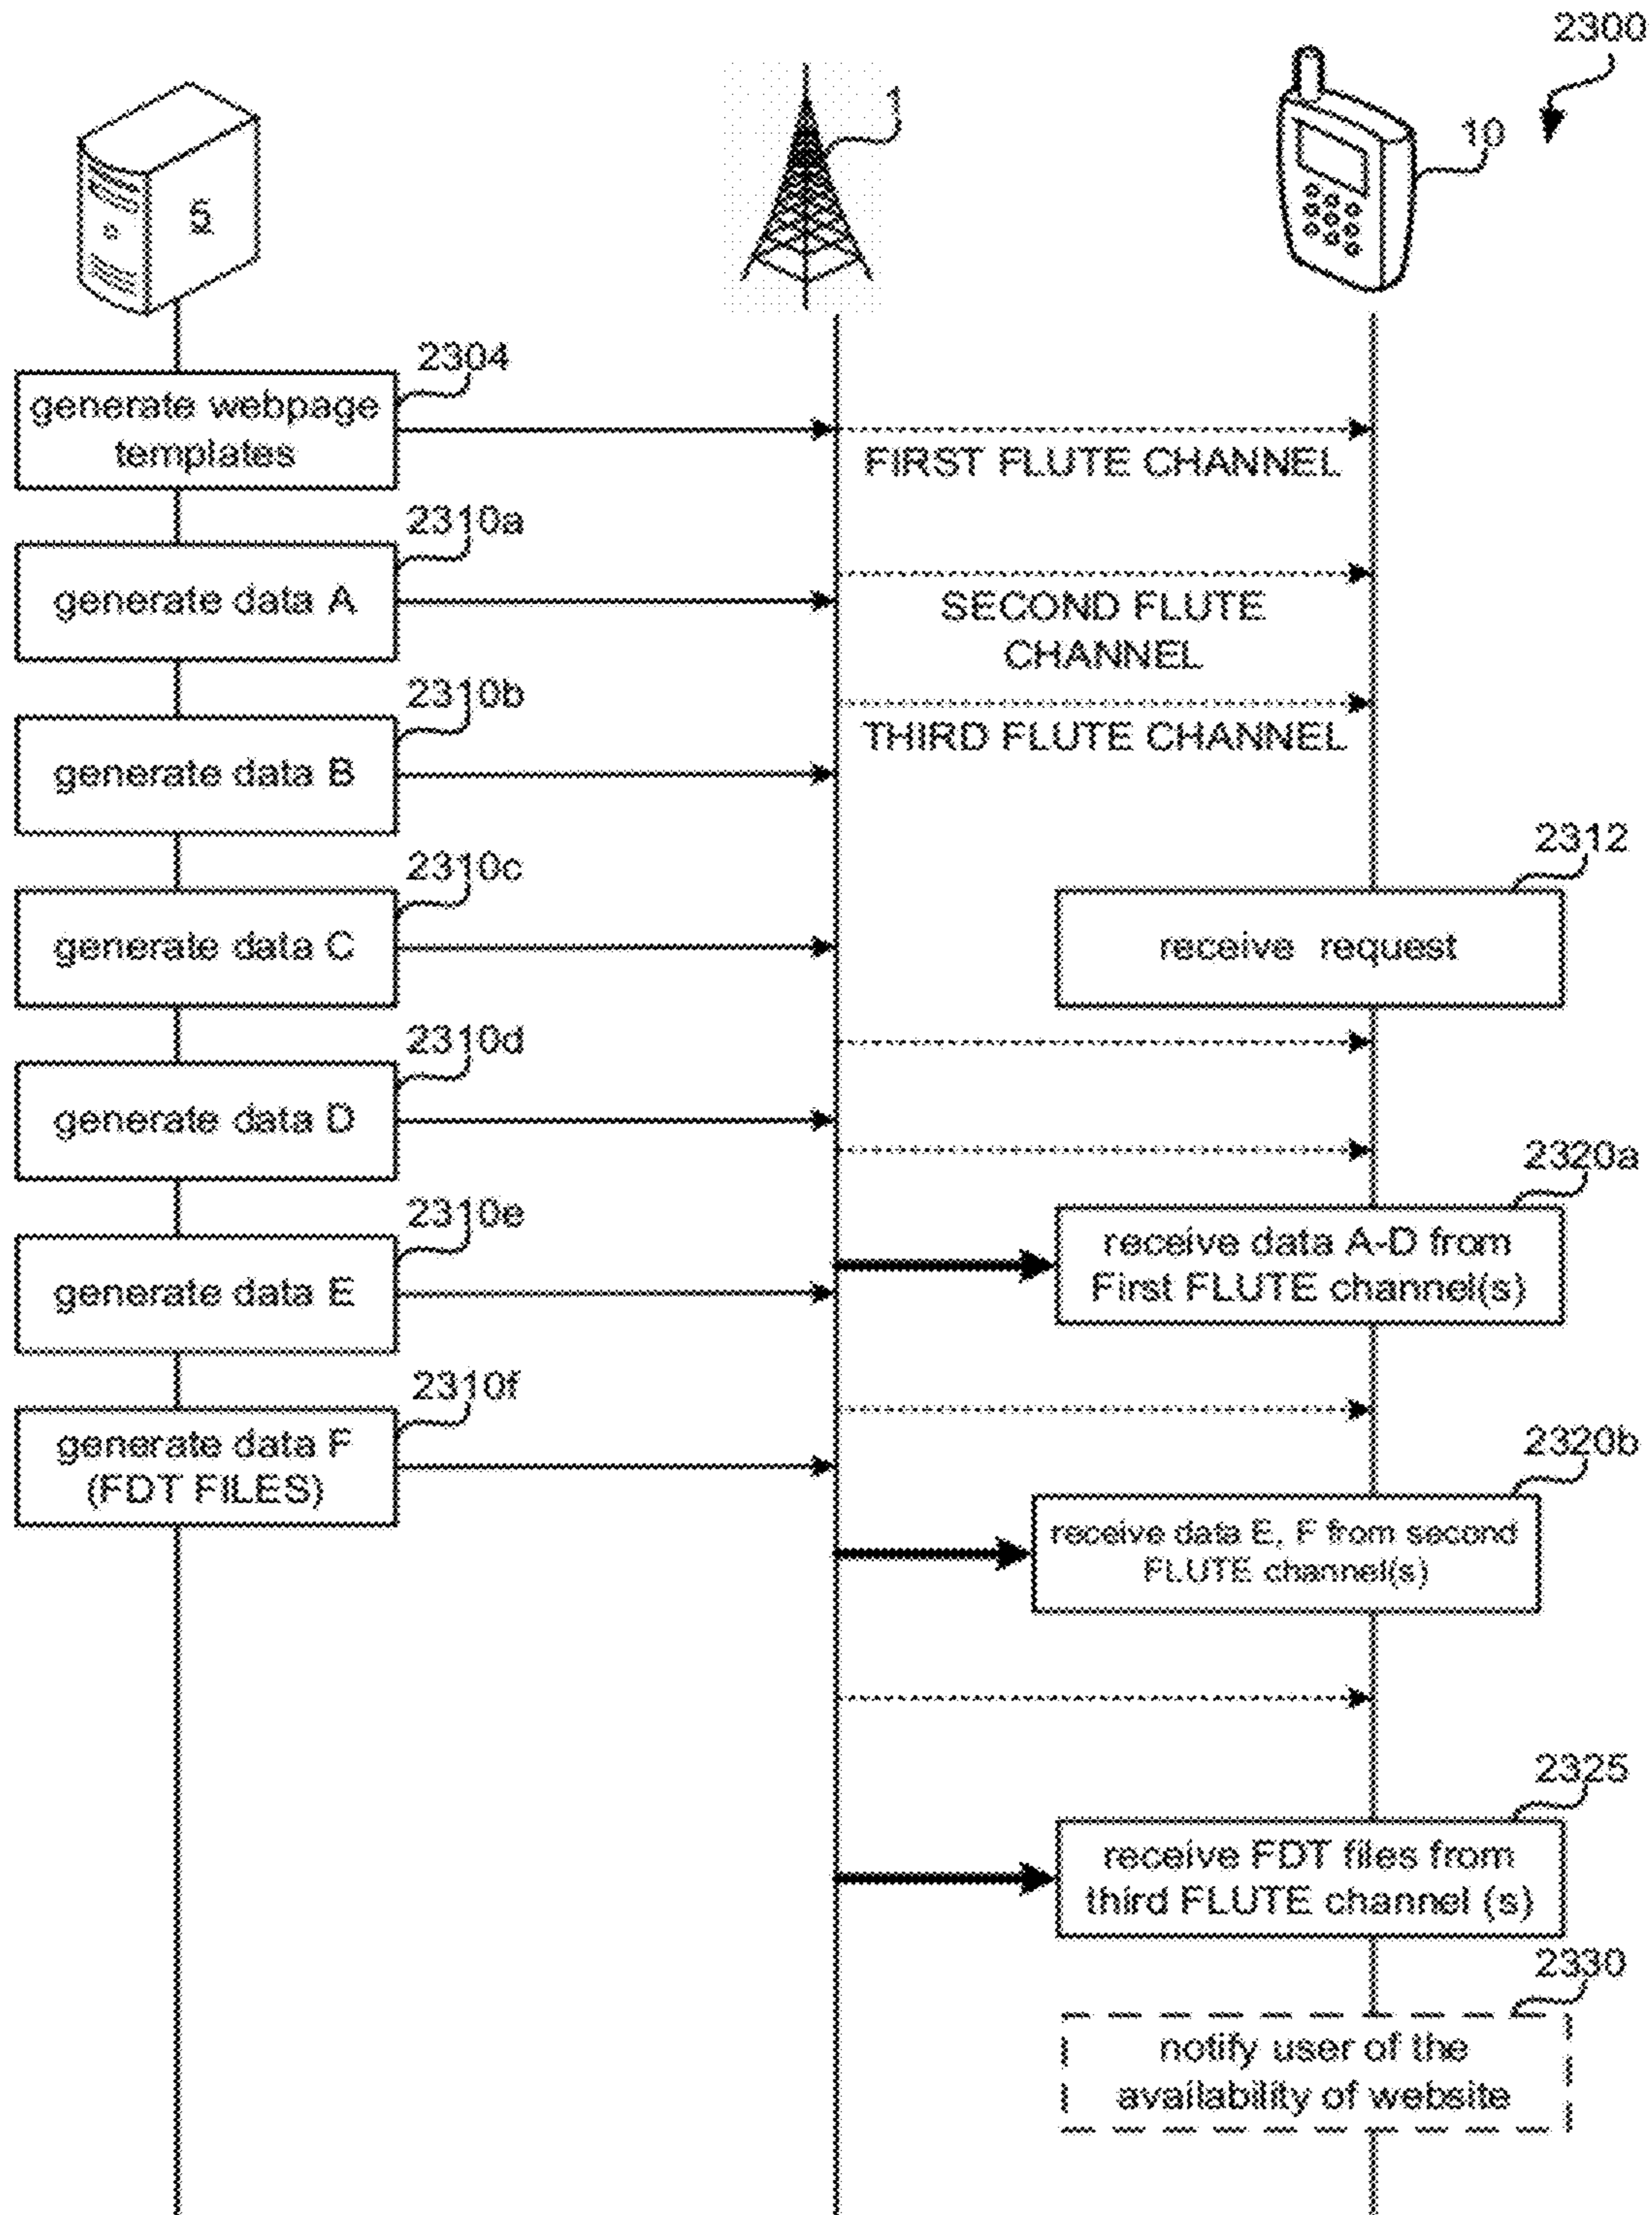 2300
1
10
5
2304
generate webpage
templates
FIRST FLUTE CHANNEL
2310a
generate data A
SECOND FLUTE
CHANNEL
2310b
generate data B
THIRD FLUTE CHANNEL
2312
receive request
2310c
generate data C
2310d
generate data D
2320a
receive data A-D from
First FLUTE channel(s)
2310e
generate data E
2310f
generate data F
(FDT FILES)
2320b
receive data E, F from second
FLUTE channel(s)
2325
receive FDT files from
third FLUTE channel (s)
2330
notify user of the
availability of website